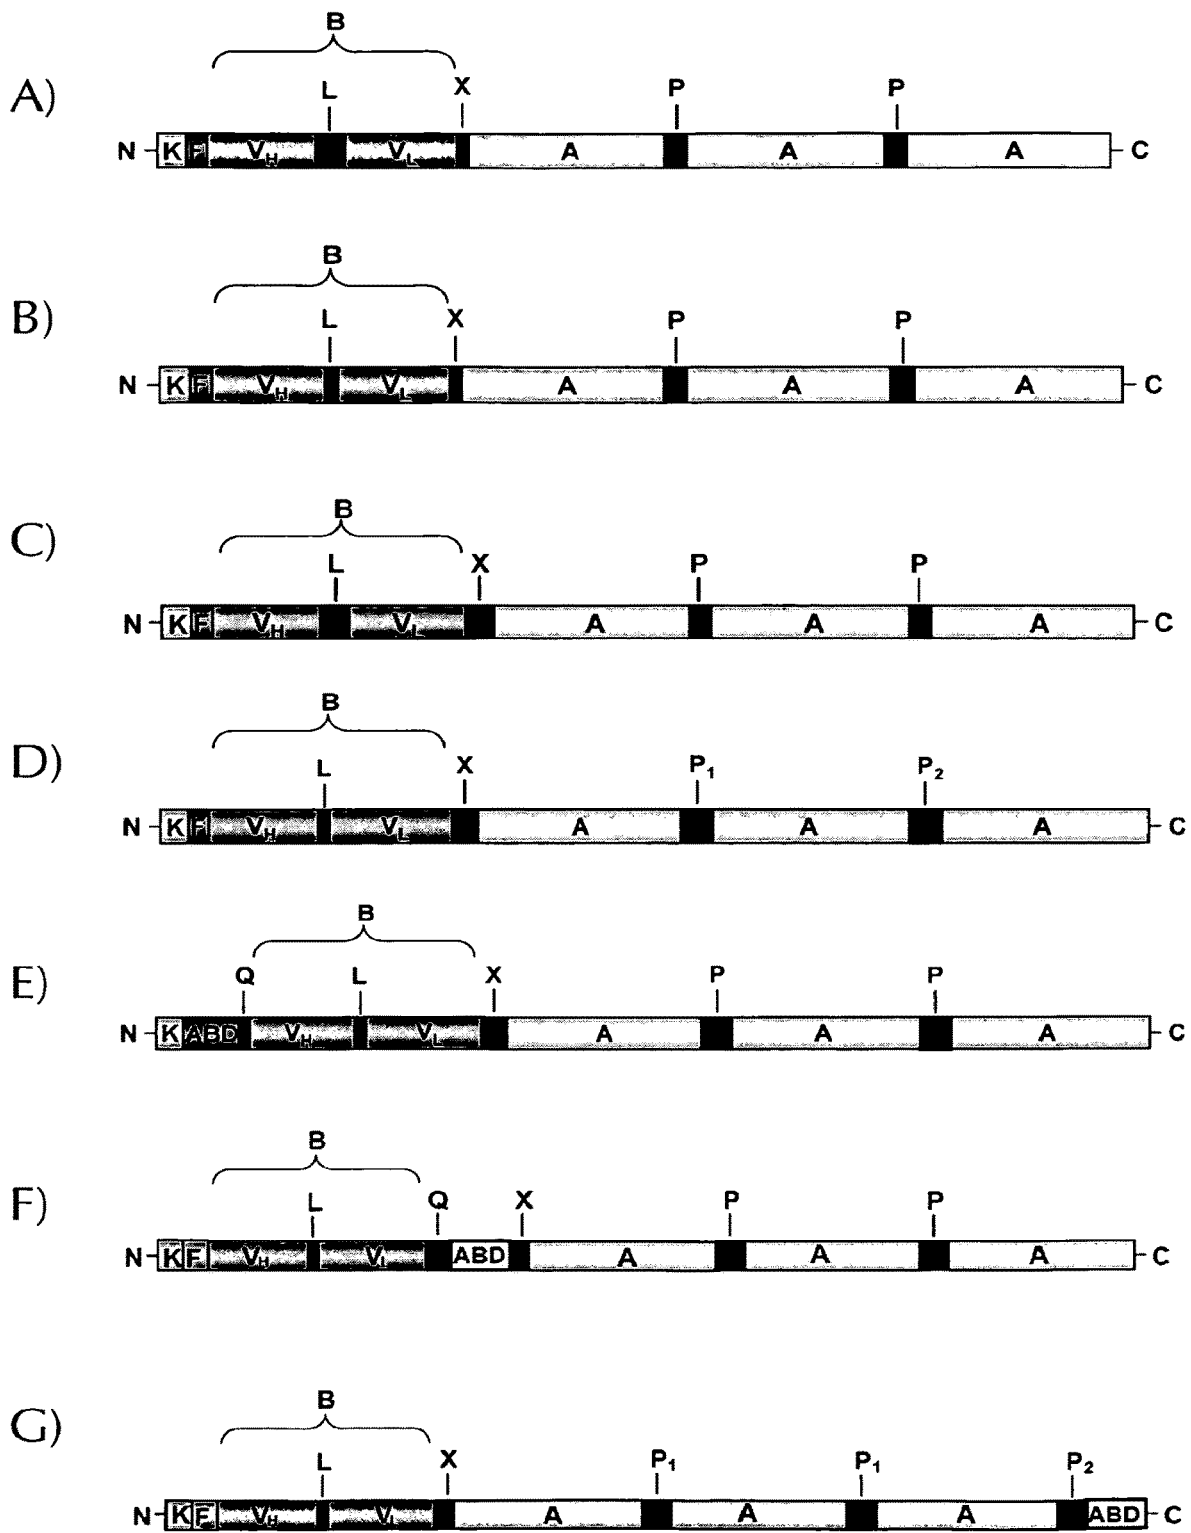 B
A)
L X P P
N K F VH VL A A A C
B
B)
L X P P
N K F VH VL A A A C
B
C)
L X P P
N K F VH VL A A A C
B
D)
L X P1 P2
N K F VH VL A A A C
B
E)
Q L X P P
N K ABD VH VL A A A C
B
F)
L Q X P P
N K F VH VL ABD A A A C
B
G)
L X P1 P1 P2
N K F VH VL A A A ABD C